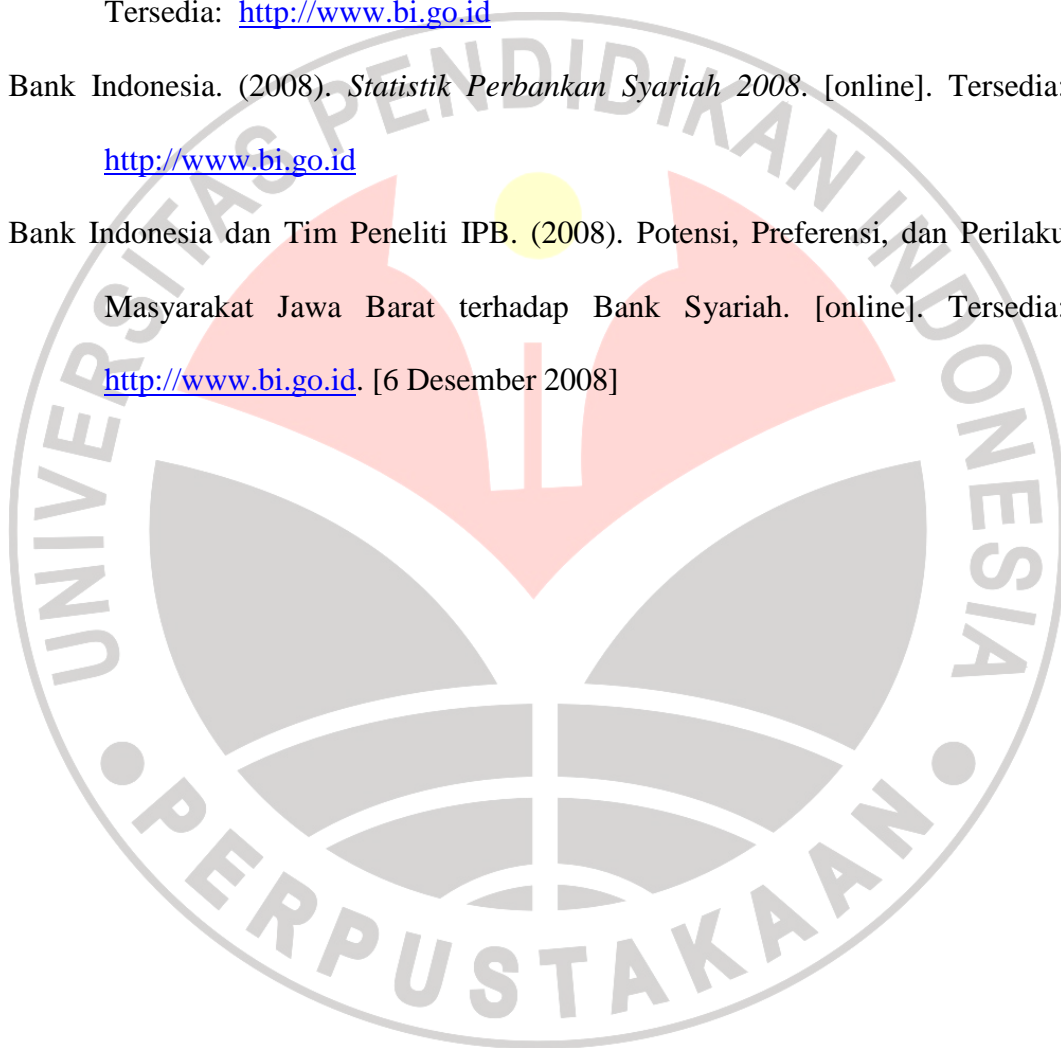 Tersedia: http://www.bi.go.id
Bank Indonesia. (2008). Statistik Perbankan Syariah 2008. [online]. Tersedia:
http://www.bi.go.id
Bank Indonesia dan Tim Peneliti IPB. (2008). Potensi, Preferensi, dan Perilaku
Masyarakat Jawa Barat terhadap Bank Syariah. [online]. Tersedia:
http://www.bi.go.id. [6 Desember 2008]
UNIVERSITAS PENDIDIKAN INDONESIA
PERPUSTAKAAN